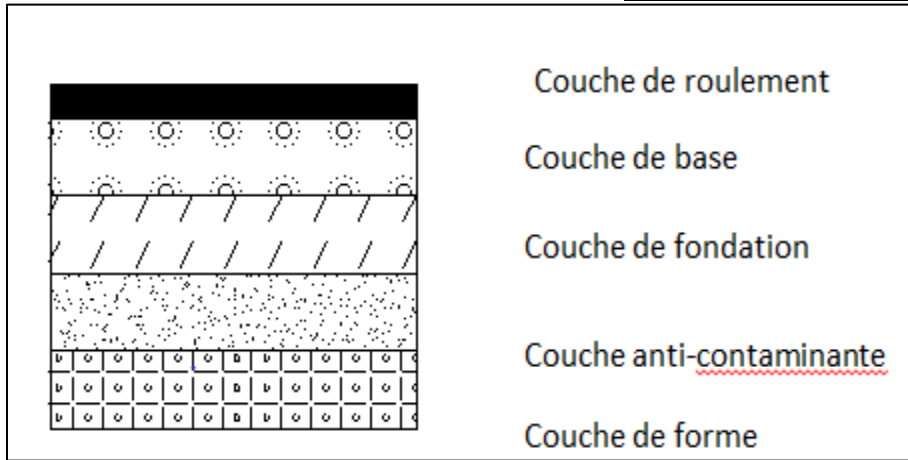 Couche de roulement
Couche de base
Couche de fondation
Couche anti-contaminante
Couche de forme